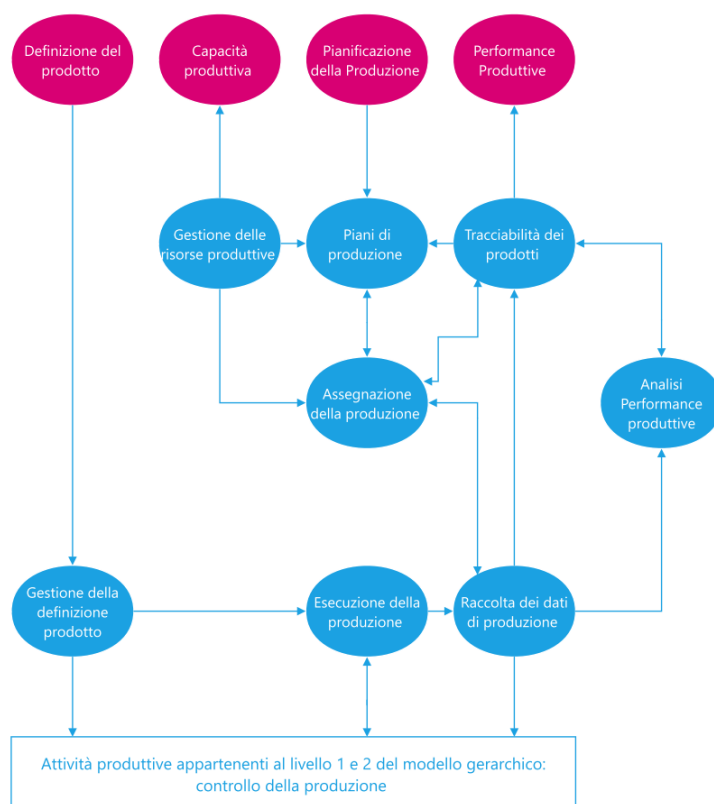 Definizione del
prodotto
Capacità
produttiva
Pianificazione
della Produzione
Performance
Produttive
Gestione delle
risorse produttive
Piani di
produzione
Tracciabilità dei
prodotti
Assegnazione
della produzione
Analisi
Performance
produttive
Gestione della
definizione
prodotto
Esecuzione della
produzione
Raccolta dei dati
di produzione
Attività produttive appartenenti al livello 1 e 2 del modello gerarchico:
controllo della produzione